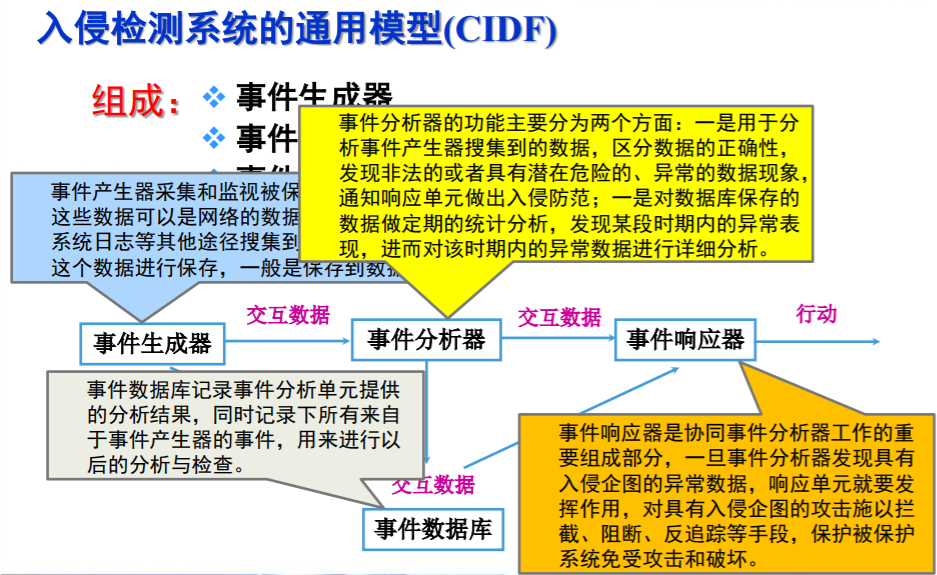 入侵检测系统的通用模型(CIDF)
组成：
事件生成器
事件
事件分析器的功能主要分为两个方面：一是用于分
析事件产生器搜集到的数据，区分数据的正确性，
发现非法的或者具有潜在危险的、异常的数据现象，
通知响应单元做出入侵防范；一是对数据库保存的
数据做定期的统计分析，发现某段时期内的异常表
现，进而对该时期内的异常数据进行详细分析。
事件产生器采集和监视被保
这些数据可以是网络的数据
系统日志等其他途径搜集到
这个数据进行保存，一般是保存到数据
交互数据
交互数据
行动
事件生成器
事件分析器
事件响应器
事件数据库记录事件分析单元提供
的分析结果，同时记录下所有来自
于事件产生器的事件，用来进行以
后的分析与检查。
交互数据
事件数据库
事件响应器是协同事件分析器工作的重
要组成部分，一旦事件分析器发现具有
入侵企图的异常数据，响应单元就要发
挥作用，对具有入侵企图的攻击施以拦
截、阻断、反追踪等手段，保护被保护
系统免受攻击和破坏。